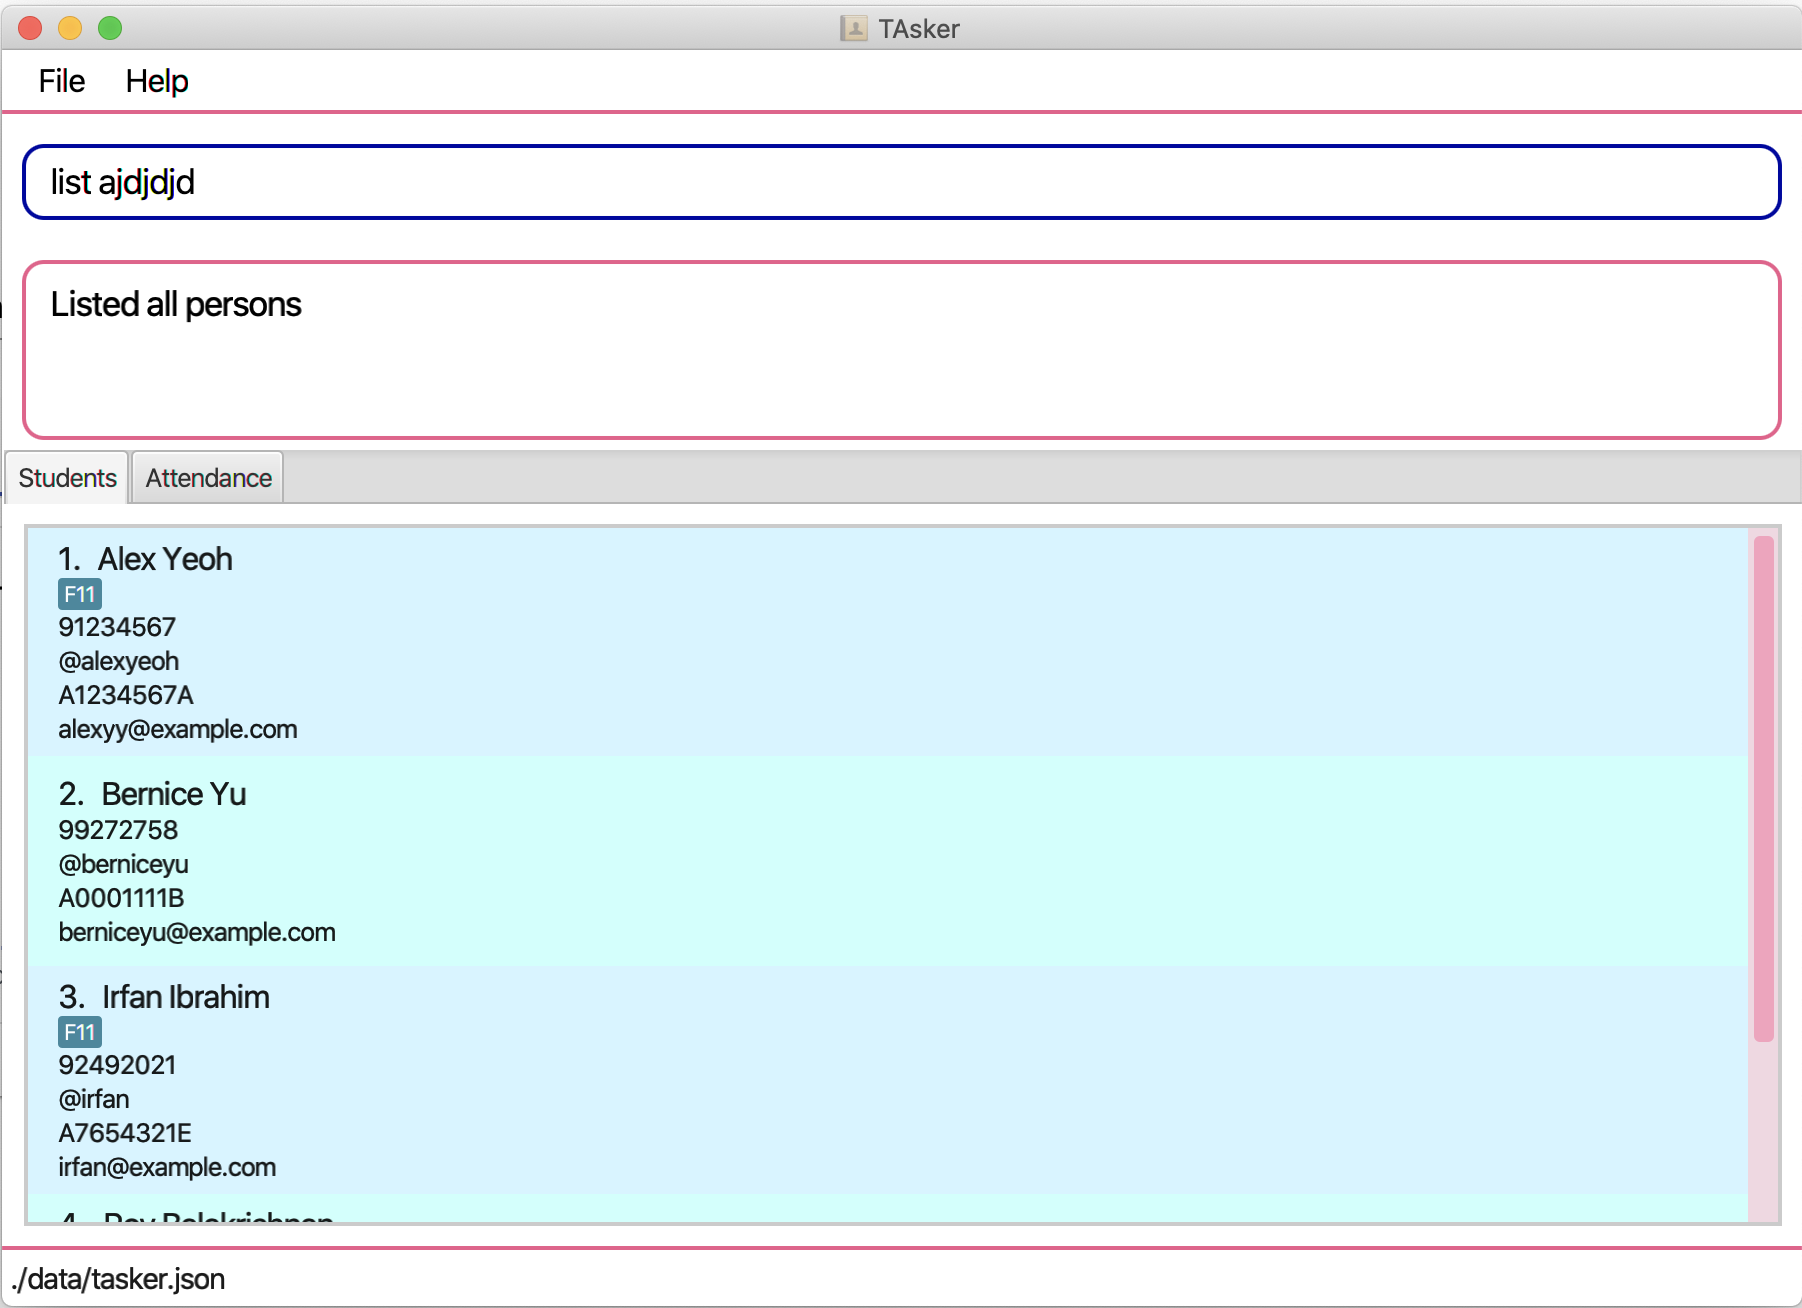 TAsker
File Help
list ajdjdjd
Listed all persons
Students Attendance
1. Alex Yeoh
F11
91234567
@alexyeoh
A1234567A
alexyy@example.com
2. Bernice Yu
99272758
@berniceyu
A0001111B
berniceyu@example.com
3. Irfan Ibrahim
F11
92492021
@irfan
A7654321E
irfan@example.com
4.
./data/tasker.json